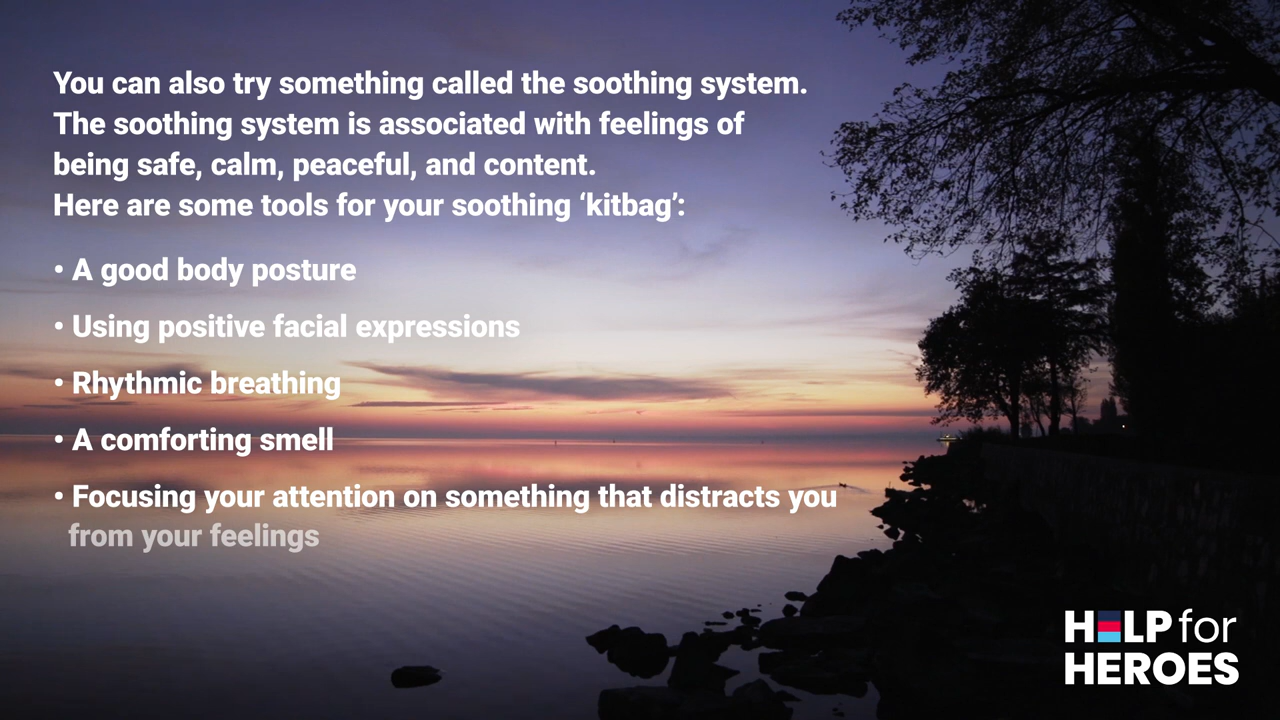 You can also try something called the soothing system.
The soothing system is associated with feelings of
being safe, calm, peaceful, and content.
Here are some tools for your soothing ‘kitbag’:
• A good body posture
• Using positive facial expressions
• Rhythmic breathing
• A comforting smell
• Focusing your attention on something that distracts you
from your feelings
HELP for
HEROES